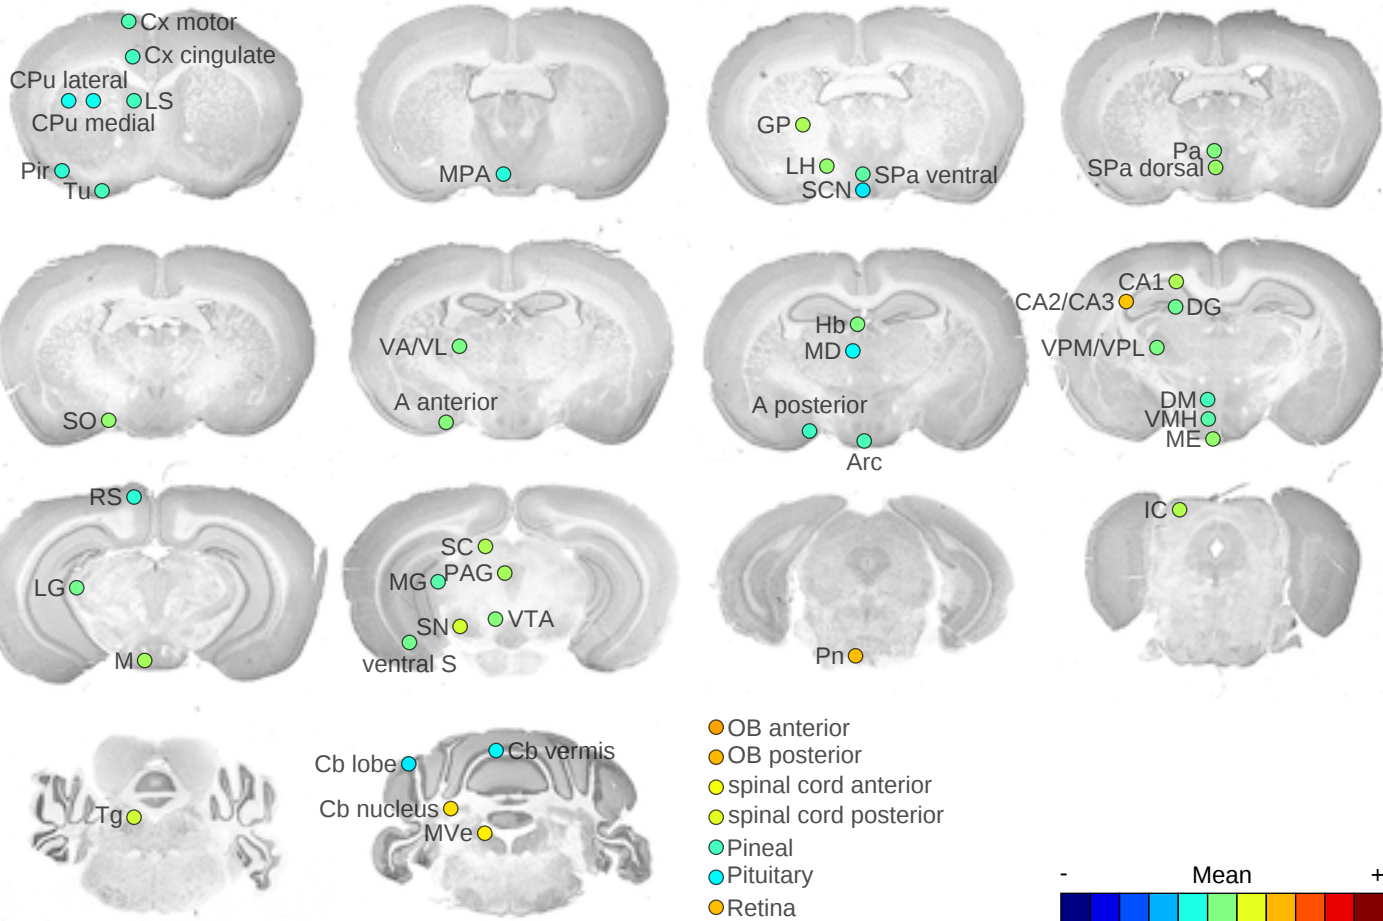 Cx motor
Cx cingulate
CPu lateral
LS
CPu medial
Pir
Tu
MPA
GP
LH
SPa ventral
SCN
Pa
SPa dorsal
SO
VA/VL
A anterior
Hb
MD
A posterior
Arc
CA1
CA2/CA3
DG
VPM/VPL
DM
VMH
ME
RS
LG
M
SC
PAG
MG
VTA
SN
ventral S
Pn
IC
Tg
Cb vermis
Cb lobe
Cb nucleus
MVe
OB anterior
OB posterior
spinal cord anterior
spinal cord posterior
Pineal
Pituitary
Retina
- Mean +